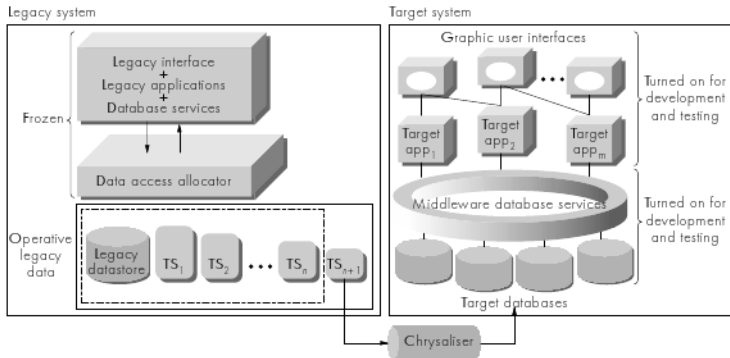 Legacy system
Legacy interface
+
Legacy applications
+
Database services
Frozen
Data access allocator
Operative
legacy
data
Legacy
datastore
TS1
TS2
•••
TSn
TSn+1
Chrysaliser
Target system
Graphic user interfaces
•••
Turned on for
development
and testing
Target
app1
Target
app2
Target
appm
Middleware database services
Turned on for
development
and testing
Target databases